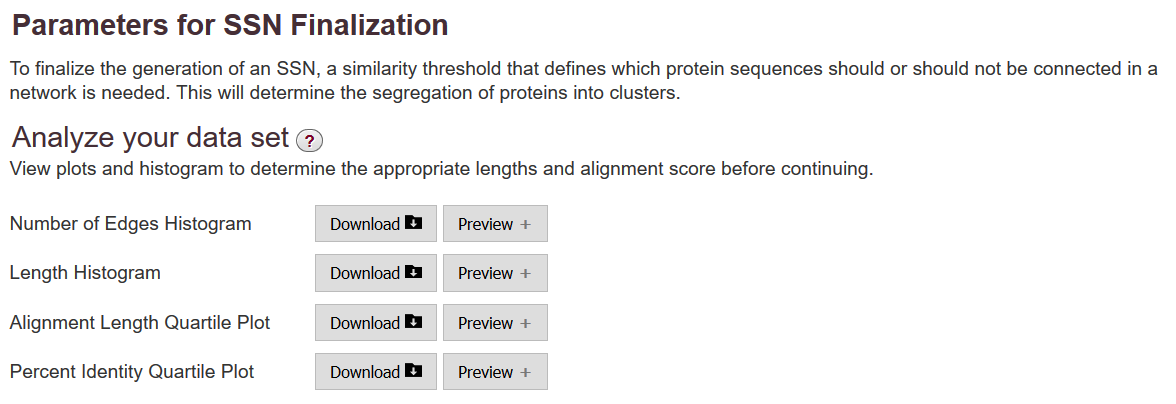 Parameters for SSN Finalization
To finalize the generation of an SSN, a similarity threshold that defines which protein sequences should or should not be connected in a
network is needed. This will determine the segregation of proteins into clusters.
Analyze your data set ?
View plots and histogram to determine the appropriate lengths and alignment score before continuing.
Number of Edges Histogram Download Preview +
Length Histogram Download Preview +
Alignment Length Quartile Plot Download Preview +
Percent Identity Quartile Plot Download Preview +